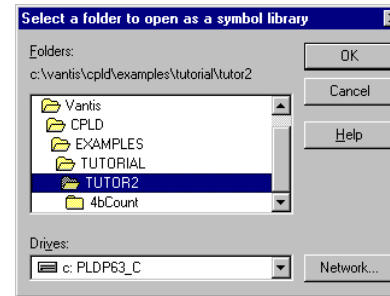 Select a folder to open as a symbol library
Folders:
c:\vantis\cpld\examples\tutorial\tutor2
OK
Cancel
Help
Vantis
CPLD
EXAMPLES
TUTORIAL
TUTOR2
4bCount
Drives:
c: PLDP63_C
Network...